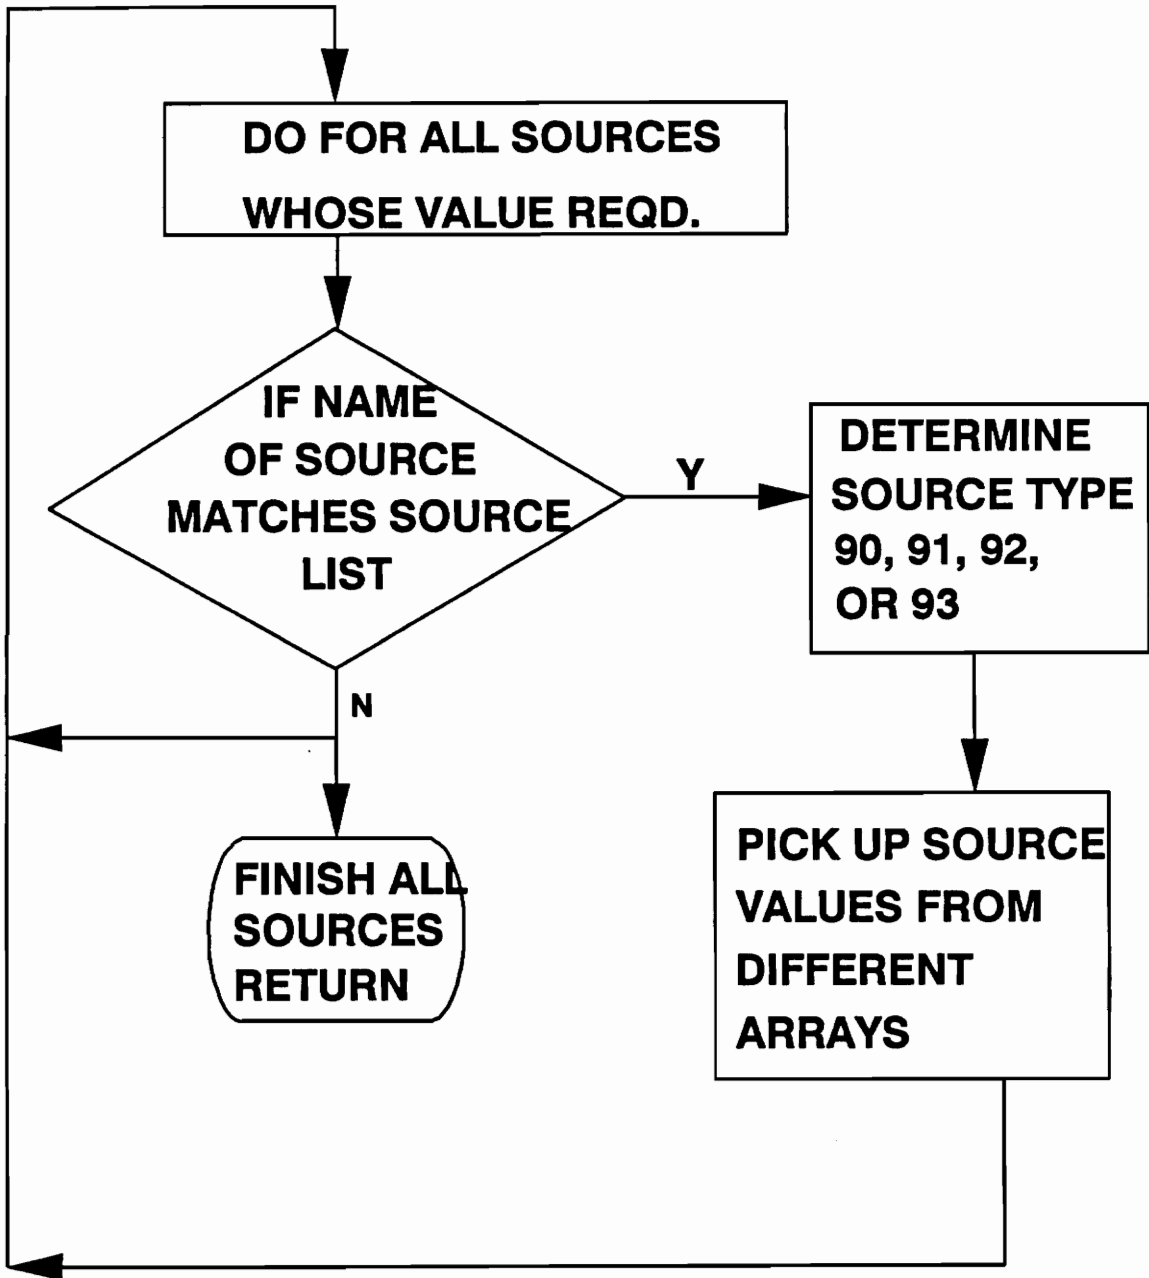 DO FOR ALL SOURCES
WHOSE VALUE REQD.
IF NAME
OF SOURCE
MATCHES SOURCE
LIST
Y
DETERMINE
SOURCE TYPE
90, 91, 92,
OR 93
N
FINISH ALL
SOURCES
RETURN
PICK UP SOURCE
VALUES FROM
DIFFERENT
ARRAYS